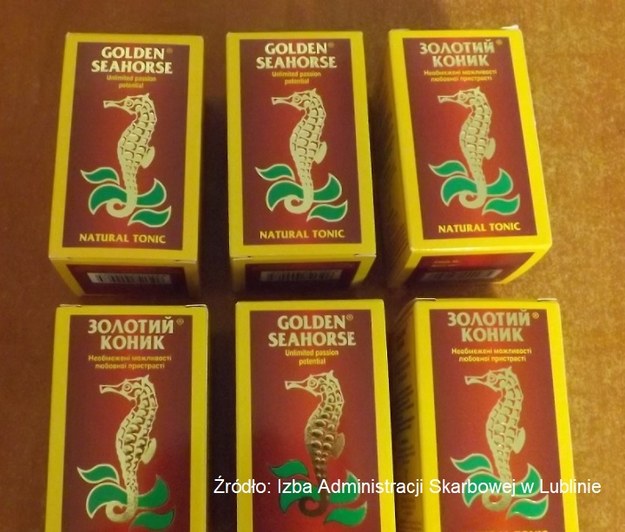 GOLDEN®
SEAHORSE
Unlimited passion
potential
NATURAL TONIC
GOLDEN®
SEAHORSE
Unlimited passion
potential
NATURAL TONIC
ЗОЛОТИЙ®
КОНИК
Необмежені можливості
любовної пристрасті
NATURAL TONIC
ЗОЛОТИЙ®
КОНИК
Необмежені можливості
любовної пристрасті
GOLDEN®
SEAHORSE
Unlimited passion
potential
ЗОЛОТИЙ®
КОНИК
Необмежені можливості
любовної пристрасті
Źródło: Izba Administracji Skarbowej w Lublinie